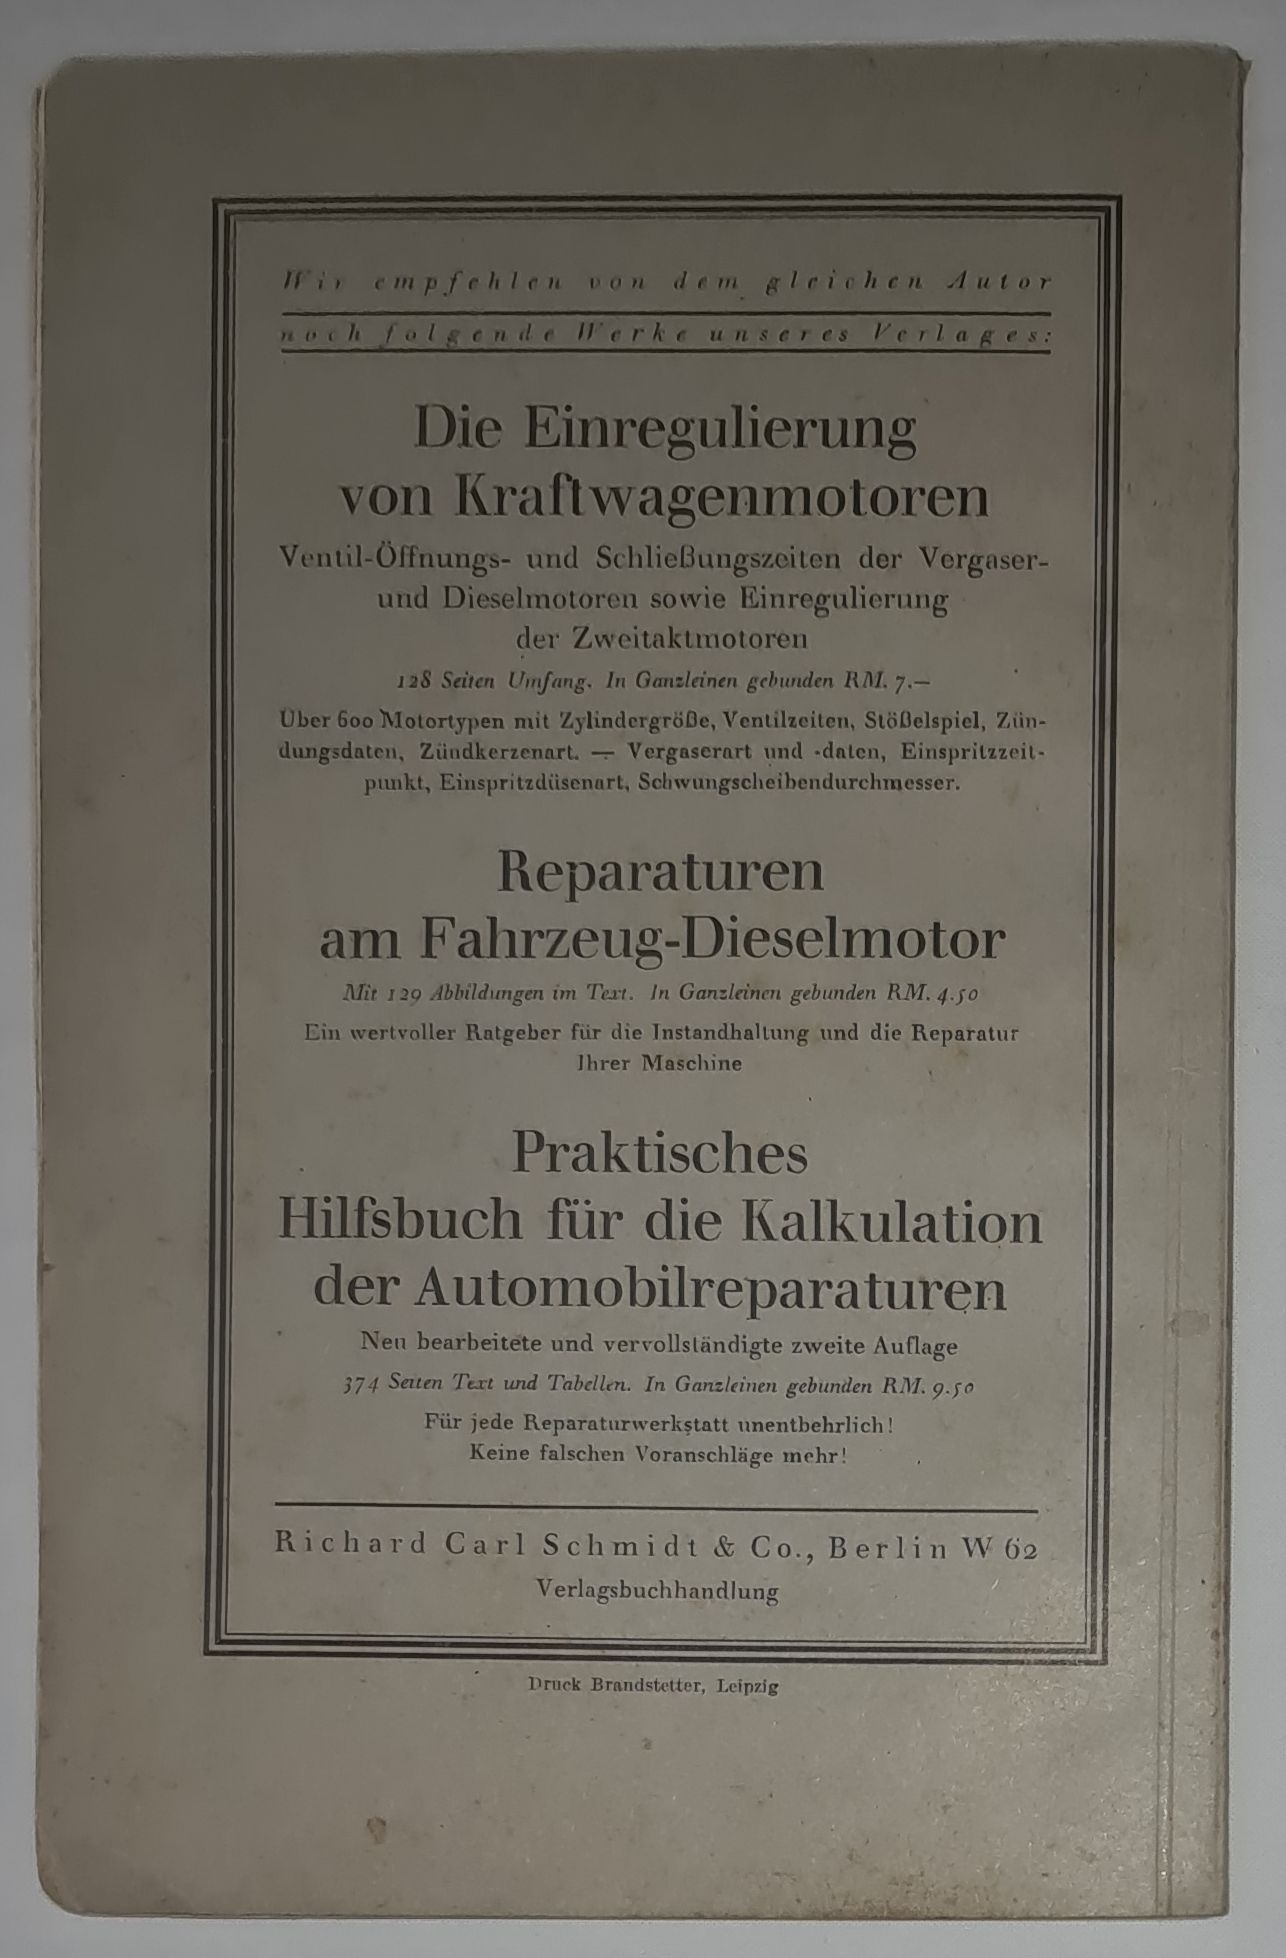 Wir empfehlen von dem gleichen Autor
noch folgende Werke unseres Verlages:
Die Einregulierung
von Kraftwagenmotoren
Ventil-Öffnungs- und Schließungszeiten der Vergaser-
und Dieselmotoren sowie Einregulierung
der Zweitaktmotoren
128 Seiten Umfang. In Ganzleinen gebunden RM. 7.—
Über 600 Motortypen mit Zylindergröße, Ventilzeiten, Stößelspiel, Zün-
dungsdaten, Zündkerzenart. — Vergaserart und -daten, Einspritzzeit-
punkt, Einspritzdüsenart, Schwungscheibendurchmesser.
Reparaturen
am Fahrzeug-Dieselmotor
Mit 129 Abbildungen im Text. In Ganzleinen gebunden RM. 4.50
Ein wertvoller Ratgeber für die Instandhaltung und die Reparatur
Ihrer Maschine
Praktisches
Hilfsbuch für die Kalkulation
der Automobilreparaturen
Neu bearbeitete und vervollständigte zweite Auflage
374 Seiten Text und Tabellen. In Ganzleinen gebunden RM. 9.50
Für jede Reparaturwerkstatt unentbehrlich!
Keine falschen Voranschläge mehr!
Richard Carl Schmidt & Co., Berlin W 62
Verlagsbuchhandlung
Druck Brandstetter, Leipzig